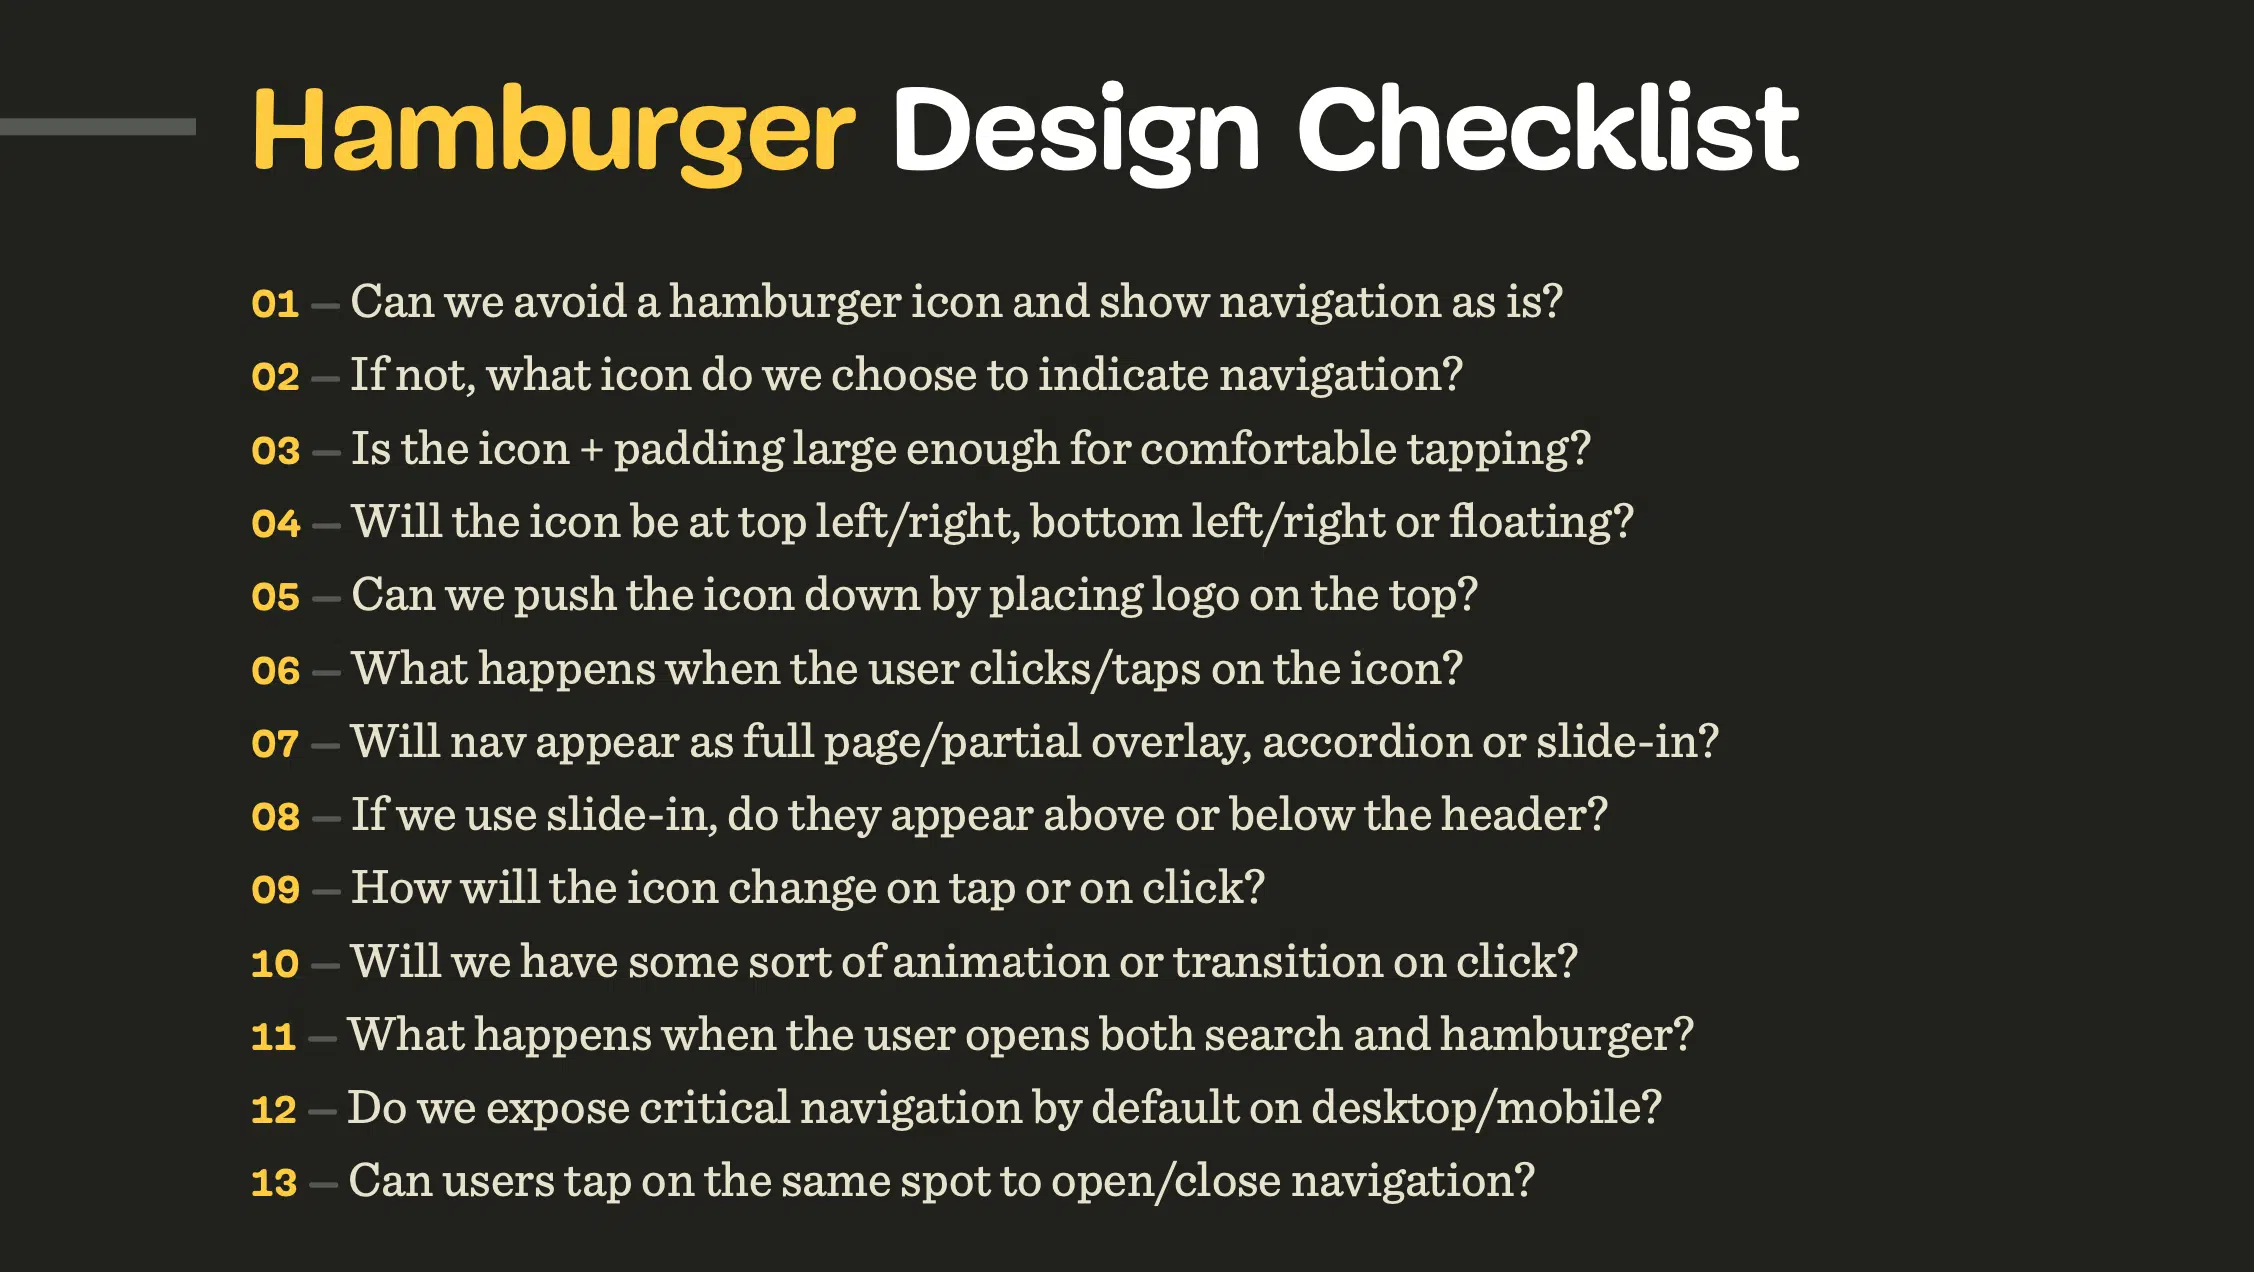 Hamburger Design Checklist
01 — Can we avoid a hamburger icon and show navigation as is?
02 — If not, what icon do we choose to indicate navigation?
03 — Is the icon + padding large enough for comfortable tapping?
04 — Will the icon be at top left/right, bottom left/right or floating?
05 — Can we push the icon down by placing logo on the top?
06 — What happens when the user clicks/taps on the icon?
07 — Will nav appear as full page/partial overlay, accordion or slide-in?
08 — If we use slide-in, do they appear above or below the header?
09 — How will the icon change on tap or on click?
10 — Will we have some sort of animation or transition on click?
11 — What happens when the user opens both search and hamburger?
12 — Do we expose critical navigation by default on desktop/mobile?
13 — Can users tap on the same spot to open/close navigation?